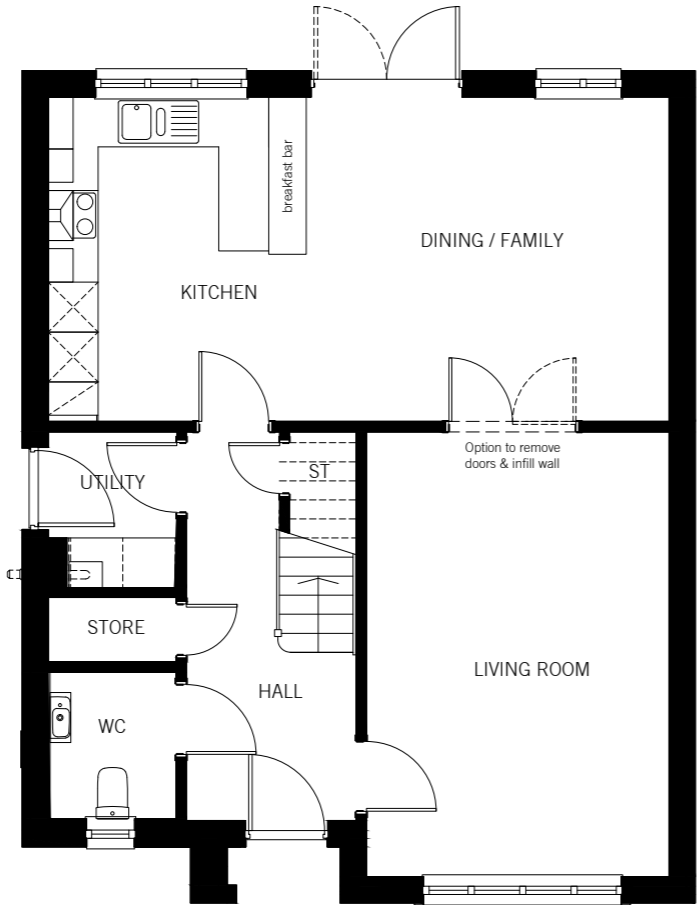 breakfast bar
DINING / FAMILY
KITCHEN
Option to remove
doors & infill wall
ST
UTILITY
STORE
LIVING ROOM
HALL
WC